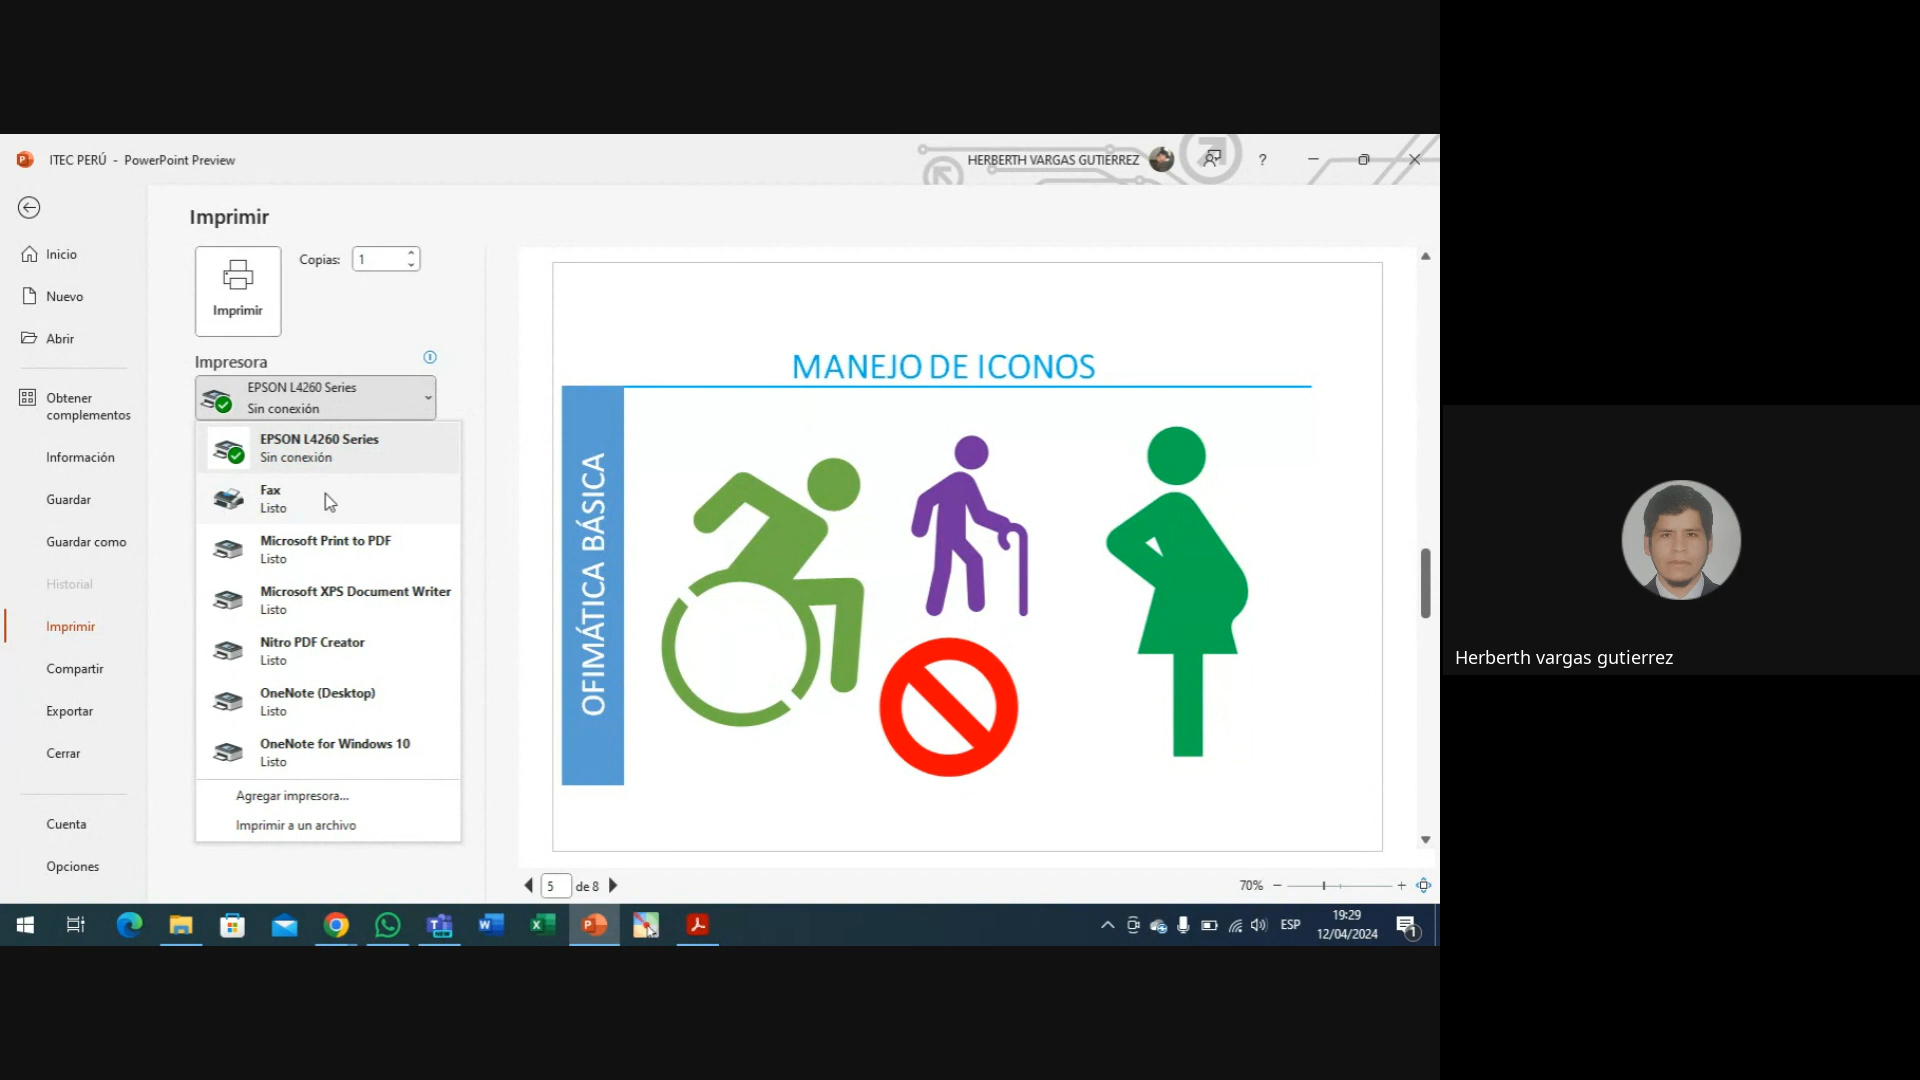 ITEC PERÚ - PowerPoint Preview
HERBERTH VARGAS GUTIERREZ
?
Imprimir
Inicio
Nuevo
Abrir
Obtener
complementos
Información
Guardar
Guardar como
Historial
Imprimir
Compartir
Exportar
Cerrar
Cuenta
Opciones
Imprimir
Copias: 1
Impresora
EPSON L4260 Series
Sin conexión
EPSON L4260 Series
Sin conexión
Fax
Listo
Microsoft Print to PDF
Listo
Microsoft XPS Document Writer
Listo
Nitro PDF Creator
Listo
OneNote (Desktop)
Listo
OneNote for Windows 10
Listo
Agregar impresora...
Imprimir a un archivo
MANEJO DE ICONOS
OFIMÁTICA BÁSICA
5 de 8
70%
ESP
19:29
12/04/2024
1
Herberth vargas gutierrez